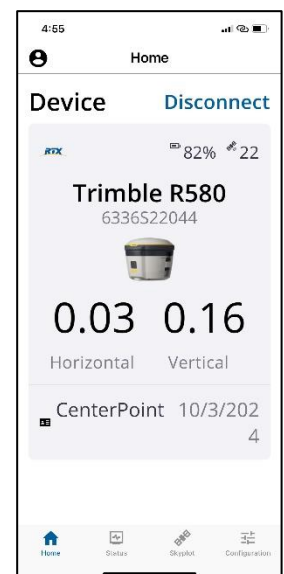 4:55
Home
Device Disconnect
RTX 82% 22
Trimble R580
6336S22044
0.03 0.16
Horizontal Vertical
CenterPoint 10/3/202
4
Home Status Skyplot Configuration